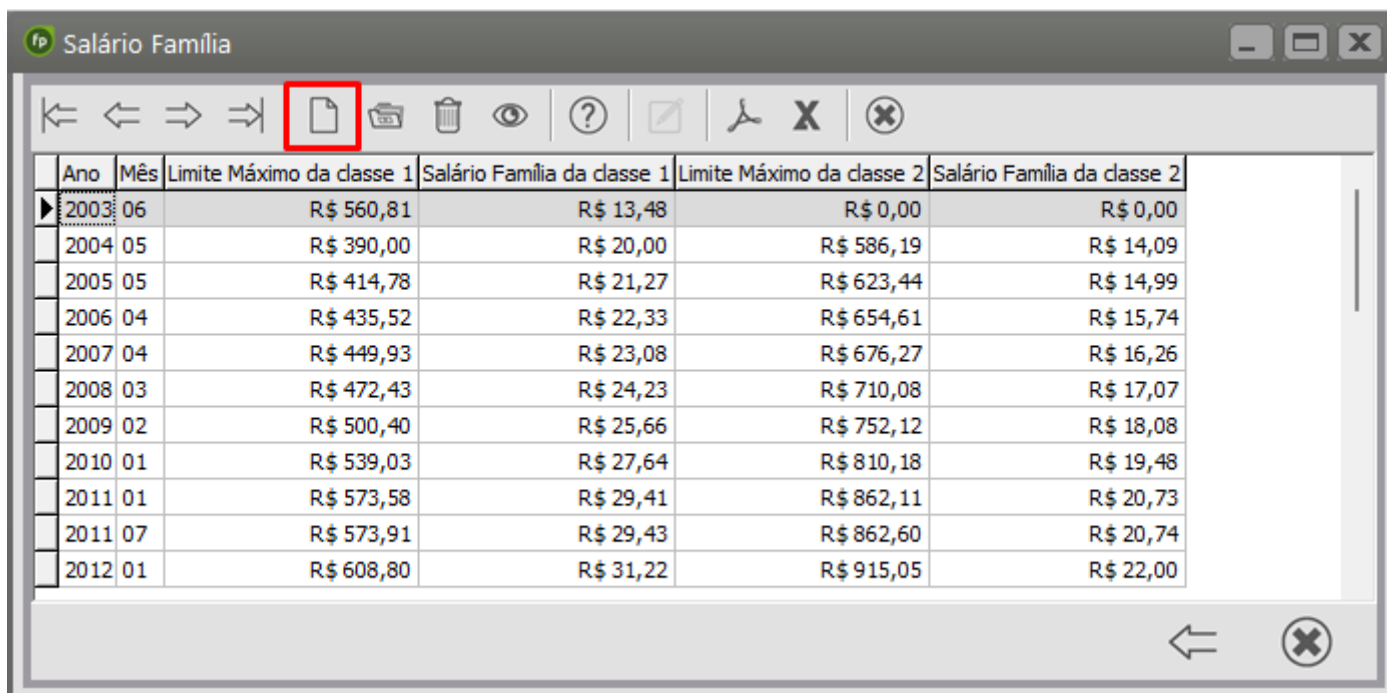 fp Salário Família
?
X
Ano Mês Limite Máximo da classe 1 Salário Família da classe 1 Limite Máximo da classe 2 Salário Família da classe 2
2003 06 R$ 560,81 R$ 13,48 R$ 0,00 R$ 0,00
2004 05 R$ 390,00 R$ 20,00 R$ 586,19 R$ 14,09
2005 05 R$ 414,78 R$ 21,27 R$ 623,44 R$ 14,99
2006 04 R$ 435,52 R$ 22,33 R$ 654,61 R$ 15,74
2007 04 R$ 449,93 R$ 23,08 R$ 676,27 R$ 16,26
2008 03 R$ 472,43 R$ 24,23 R$ 710,08 R$ 17,07
2009 02 R$ 500,40 R$ 25,66 R$ 752,12 R$ 18,08
2010 01 R$ 539,03 R$ 27,64 R$ 810,18 R$ 19,48
2011 01 R$ 573,58 R$ 29,41 R$ 862,11 R$ 20,73
2011 07 R$ 573,91 R$ 29,43 R$ 862,60 R$ 20,74
2012 01 R$ 608,80 R$ 31,22 R$ 915,05 R$ 22,00